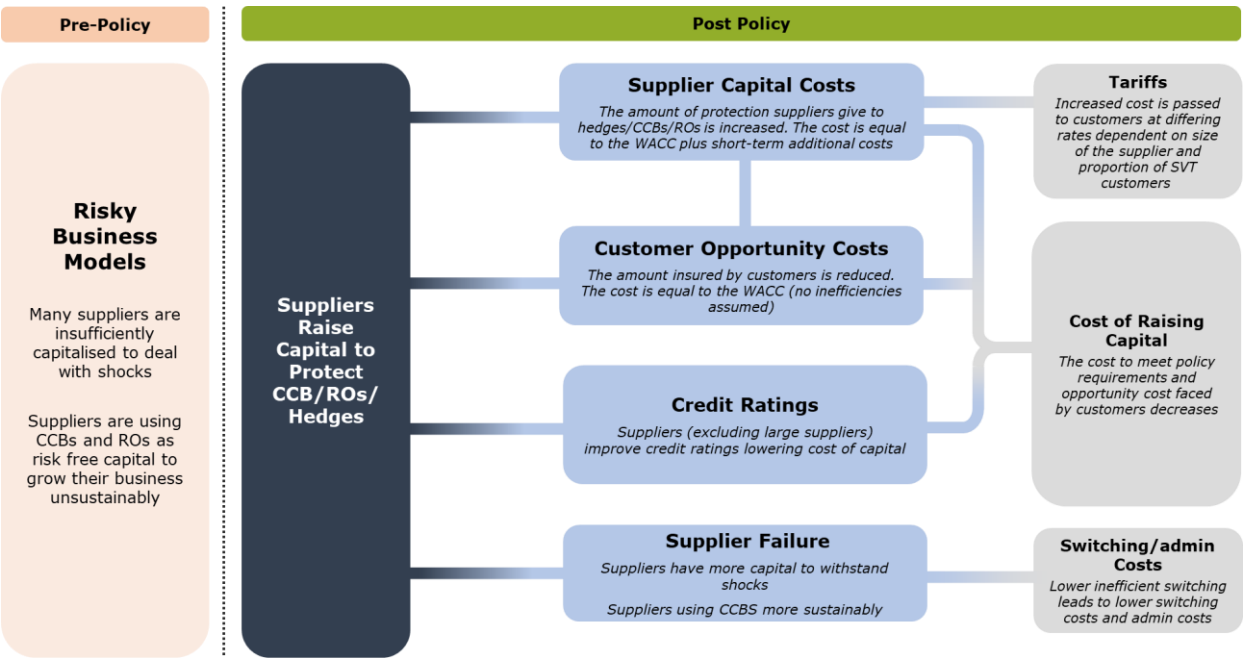 Pre-Policy
Post Policy
Risky
Business
Models
Many suppliers are
insufficiently
capitalised to deal
with shocks
Suppliers are using
CCBs and ROs as
risk free capital to
grow their business
unsustainably
Suppliers
Raise
Capital to
Protect
CCB/ROs/
Hedges
Supplier Capital Costs
The amount of protection suppliers give to
hedges/CCBs/ROs is increased. The cost is equal
to the WACC plus short-term additional costs
Customer Opportunity Costs
The amount insured by customers is reduced.
The cost is equal to the WACC (no inefficiencies
assumed)
Credit Ratings
Suppliers (excluding large suppliers)
improve credit ratings lowering cost of capital
Supplier Failure
Suppliers have more capital to withstand
shocks
Suppliers using CCBS more sustainably
Tariffs
Increased cost is passed
to customers at differing
rates dependent on size
of the supplier and
proportion of SVT
customers
Cost of Raising
Capital
The cost to meet policy
requirements and
opportunity cost faced
by customers decreases
Switching/admin
Costs
Lower inefficient switching
leads to lower switching
costs and admin costs